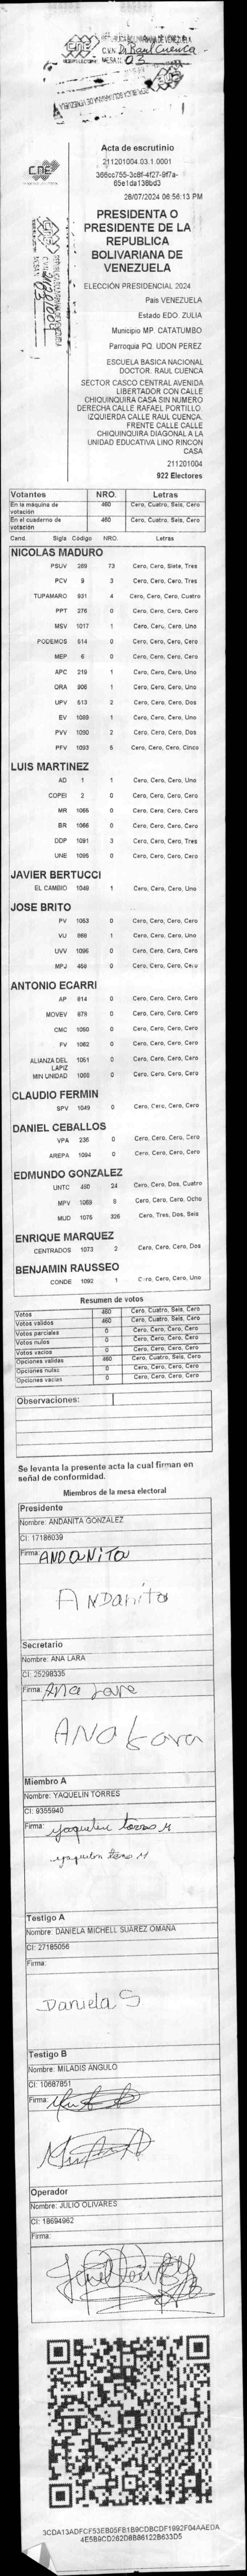 CNE
C.V.N. Dr Raul Cuenca
MESA N. 03
Acta de escrutinio
211201004.03.1.0001
28/07/2024 06:56:13 PM
PRESIDENTA O
PRESIDENTE DE LA
REPUBLICA
BOLIVARIANA DE
VENEZUELA
ELECCIÓN PRESIDENCIAL 2024
País VENEZUELA
Estado EDO. ZULIA
Municipio MP. CATATUMBO
Parroquia PQ. UDON PEREZ
ESCUELA BASICA NACIONAL
DOCTOR. RAUL CUENCA
SECTOR CASCO CENTRAL AVENIDA
LIBERTADOR CON CALLE
CHIQUINQUIRA CASA SIN NUMERO
DERECHA CALLE RAFAEL PORTILLO.
IZQUIERDA CALLE RAUL CUENCA.
FRENTE CALLE CALLE
CHIQUINQUIRA DIAGONAL A LA
UNIDAD EDUCATIVA LINO RINCON
CASA
211201004
922 Electores
Votantes NRO. Letras
En la máquina de votación 460 Cero, Cuatro, Seis, Cero
En el cuaderno de votación 460 Cero, Cuatro, Seis, Cero
Cand. Sigla Código NRO. Letras
NICOLAS MADURO
PSUV 269 73 Cero, Cero, Siete, Tres
PCV 9 3 Cero, Cero, Cero, Tres
TUPAMARO 931 4 Cero, Cero, Cero, Cuatro
PPT 276 0 Cero, Cero, Cero, Cero
MSV 1017 1 Cero, Cero, Cero, Uno
PODEMOS 514 0 Cero, Cero, Cero, Cero
MEP 6 0 Cero, Cero, Cero, Cero
APC 219 1 Cero, Cero, Cero, Uno
ORA 906 1 Cero, Cero, Cero, Uno
UPV 513 2 Cero, Cero, Cero, Dos
EV 1089 1 Cero, Cero, Cero, Uno
PVV 1090 2 Cero, Cero, Cero, Dos
PFV 1093 5 Cero, Cero, Cero, Cinco
LUIS MARTINEZ
AD 1 1 Cero, Cero, Cero, Uno
COPEI 2 0 Cero, Cero, Cero, Cero
MR 1065 0 Cero, Cero, Cero, Cero
BR 1066 0 Cero, Cero, Cero, Cero
DDP 1091 3 Cero, Cero, Cero, Tres
UNE 1095 0 Cero, Cero, Cero, Cero
JAVIER BERTUCCI
EL CAMBIO 1048 1 Cero, Cero, Cero, Uno
JOSE BRITO
PV 1053 0 Cero, Cero, Cero, Cero
VU 868 1 Cero, Cero, Cero, Uno
UVV 1096 0 Cero, Cero, Cero, Cero
MPJ 459 0 Cero, Cero, Cero, Cero
ANTONIO ECARRI
AP 814 0 Cero, Cero, Cero, Cero
MOVEV 878 0 Cero, Cero, Cero, Cero
CMC 1050 0 Cero, Cero, Cero, Cero
FV 1062 0 Cero, Cero, Cero, Cero
ALIANZA DEL LAPIZ 1051 0 Cero, Cero, Cero, Cero
MIN UNIDAD 1088 0 Cero, Cero, Cero, Cero
CLAUDIO FERMIN
SPV 1049 0 Cero, Cero, Cero, Cero
DANIEL CEBALLOS
VPA 236 0 Cero, Cero, Cero, Cero
AREPA 1094 0 Cero, Cero, Cero, Cero
EDMUNDO GONZALEZ
UNTC 450 24 Cero, Cero, Dos, Cuatro
MPV 1069 8 Cero, Cero, Cero, Ocho
MUD 1076 326 Cero, Tres, Dos, Seis
ENRIQUE MARQUEZ
CENTRADOS 1073 2 Cero, Cero, Cero, Dos
BENJAMIN RAUSSEO
CONDE 1092 1 Cero, Cero, Cero, Uno
Resumen de votos
Votos 460 Cero, Cuatro, Seis, Cero
Votos validos 460 Cero, Cuatro, Seis, Cero
Votos parciales 0 Cero, Cero, Cero, Cero
Votos nulos 0 Cero, Cero, Cero, Cero
Votos vacios 0 Cero, Cero, Cero, Cero
Opciones validas 460 Cero, Cuatro, Seis, Cero
Opciones nulas 0 Cero, Cero, Cero, Cero
Opciones vacios 0 Cero, Cero, Cero, Cero
Observaciones:
Se levanta la presente acta la cual firman en
señal de conformidad.
Miembros de la mesa electoral
Presidente
Nombre: ANDANITA GONZALEZ
CI: 17186039
Firma: ANDANITA
ANDanita
Secretario
Nombre: ANA LARA
CI: 25298335
Firma: Ana Lara
ANA Lara
Miembro A
Nombre: YAQUELIN TORRES
CI: 9355940
Firma: yaquelin torres M
yaquelin torres M
Testigo A
Nombre: DANIELA MICHELL SUAREZ OMAÑA
CI: 27185056
Firma:
Daniela S
Testigo B
Nombre: MILADIS ANGULO
CI: 10687851
Firma:
Operador
Nombre: JULIO OLIVARES
CI: 18694962
Firma:
3CDA13ADFCF53EB05FB1B9CDBCDF1992F04AAEDA
4E5B9CD262D8B86122B633D5